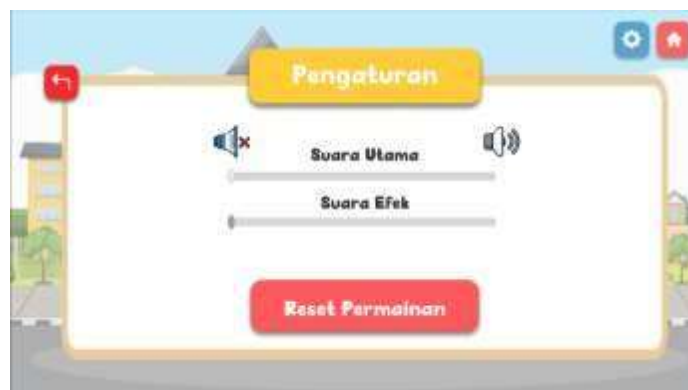 Pengaturan
Suara Utama
Suara Efek
Reset Permainan